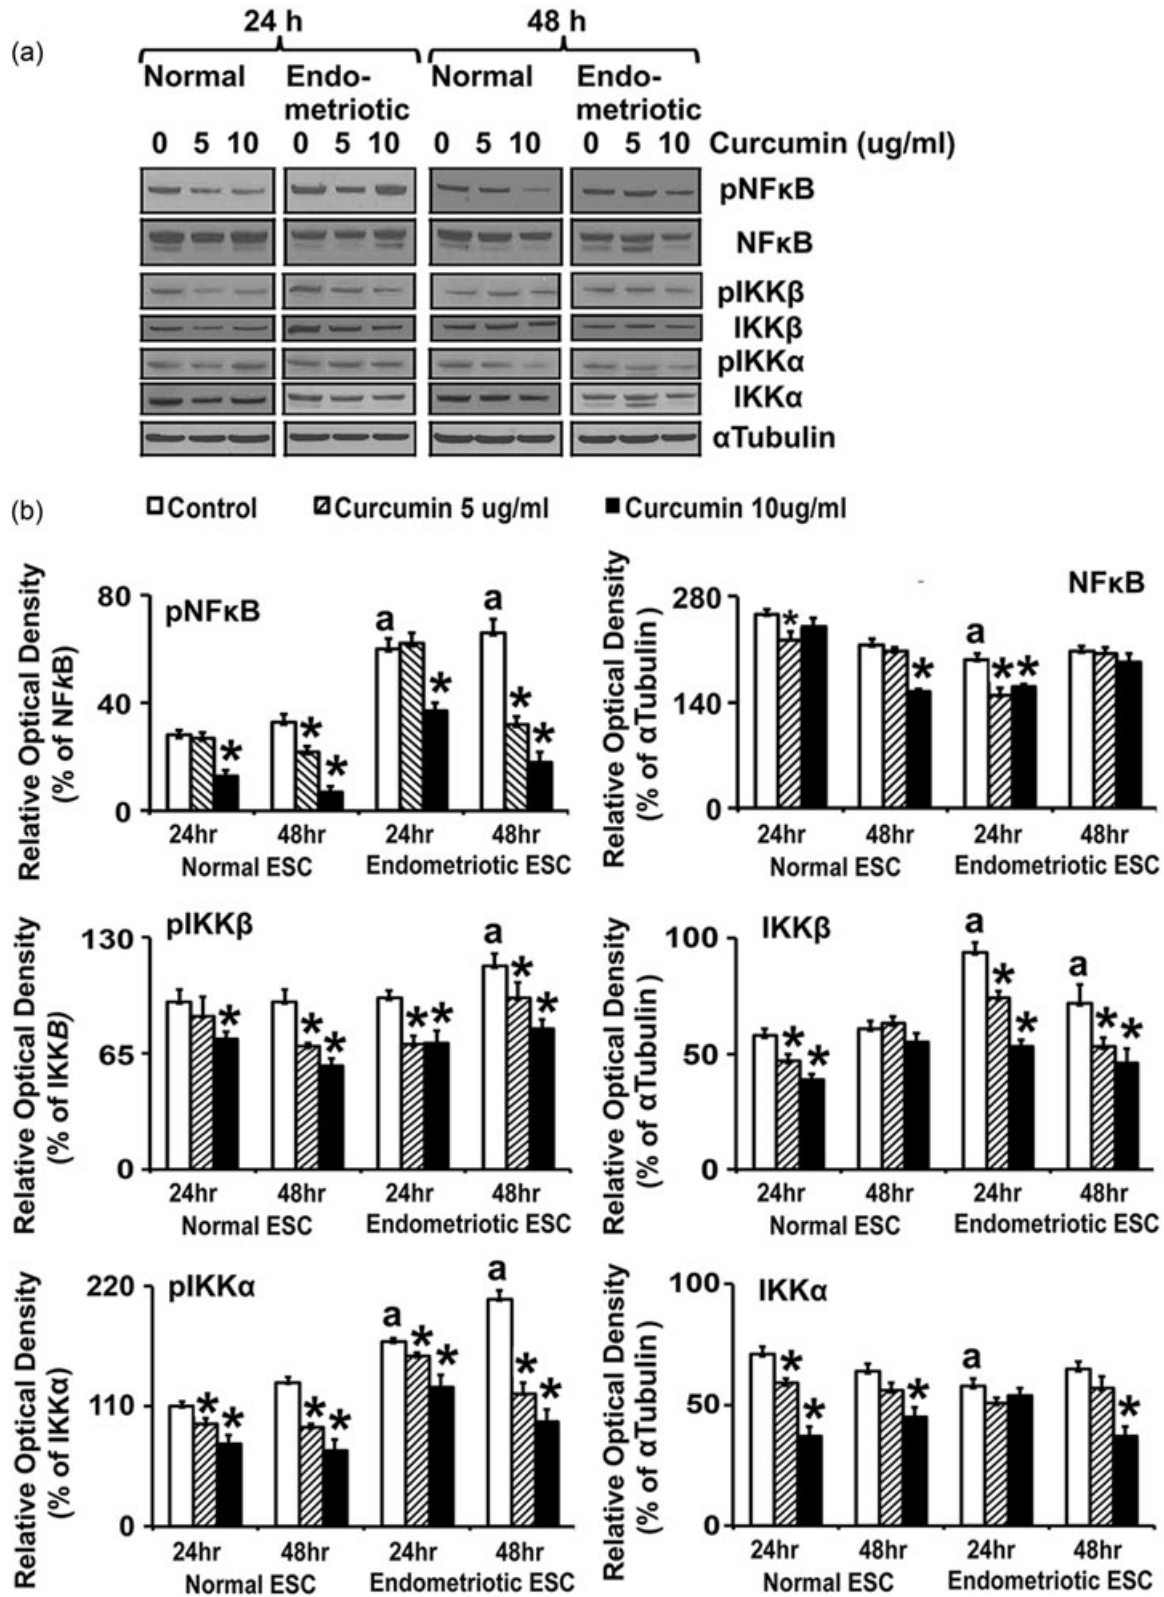 (a)
24 h 48 h
Normal Endo- Normal Endo-
metriotic metriotic
0 5 10 0 5 10 0 5 10 0 5 10 Curcumin (ug/ml)
pNFκB
NFκB
pIKKβ
IKKβ
pIKKα
IKKα
αTubulin
(b)
Control Curcumin 5 ug/ml Curcumin 10ug/ml
Relative Optical Density
(% of NFkB)
pNFκB
80
40
0
a a
* * * * * *
24hr 48hr 24hr 48hr
Normal ESC Endometriotic ESC
Relative Optical Density
(% of αTubulin )
NFκB
280
140
0
a
* * * *
24hr 48hr 24hr 48hr
Normal ESC Endometriotic ESC
Relative Optical Density
(% of IKKB)
pIKKβ
130
65
0
a
* * * * * * *
24hr 48hr 24hr 48hr
Normal ESC Endometriotic ESC
Relative Optical Density
(% of αTubulin )
IKKβ
100
50
0
a a
* * * * * *
24hr 48hr 24hr 48hr
Normal ESC Endometriotic ESC
Relative Optical Density
(% of IKKα)
pIKKα
220
110
0
a a
* * * * * * * *
24hr 48hr 24hr 48hr
Normal ESC Endometriotic ESC
Relative Optical Density
(% of αTubulin )
IKKα
100
50
0
a
* * * *
24hr 48hr 24hr 48hr
Normal ESC Endometriotic ESC